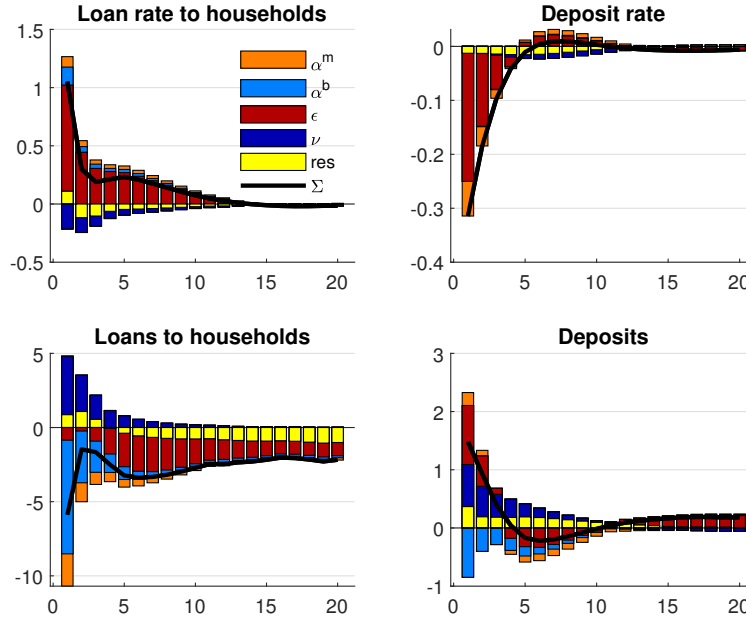 Loan rate to households
1.5
1
0.5
0
-0.5
0 5 10 15 20
α^m
α^b
ϵ
ν
res
Σ
Deposit rate
0
-0.1
-0.2
-0.3
-0.4
0 5 10 15 20
Loans to households
5
0
-5
-10
0 5 10 15 20
Deposits
3
2
1
0
-1
0 5 10 15 20